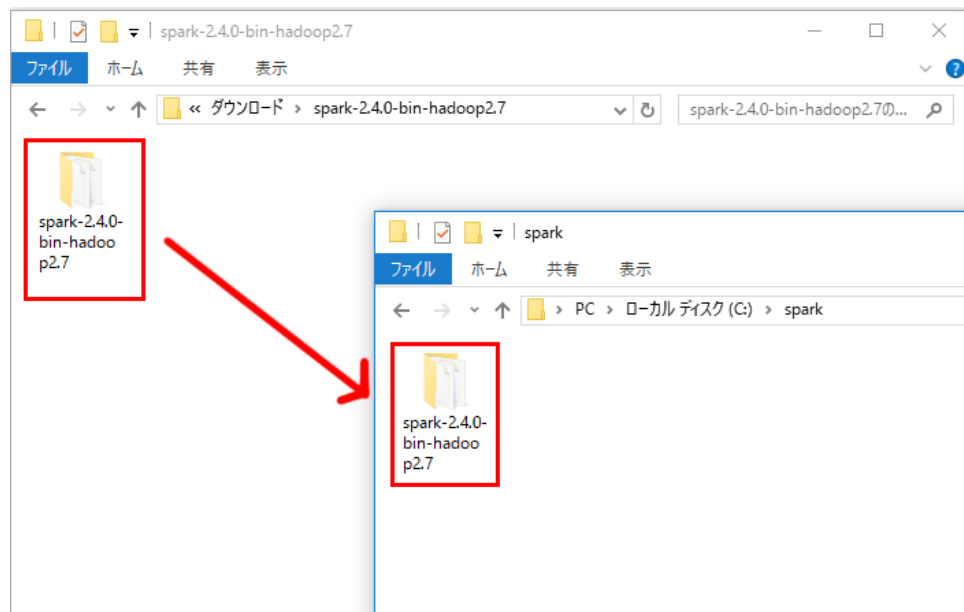 spark-2.4.0-bin-hadoop2.7
ファイル ホーム 共有 表示
« ダウンロード › spark-2.4.0-bin-hadoop2.7
spark-2.4.0-bin-hadoop2.7の...
spark-2.4.0-
bin-hadoo
p2.7
spark
ファイル ホーム 共有 表示
› PC › ローカル ディスク (C:) › spark
spark-2.4.0-
bin-hadoo
p2.7